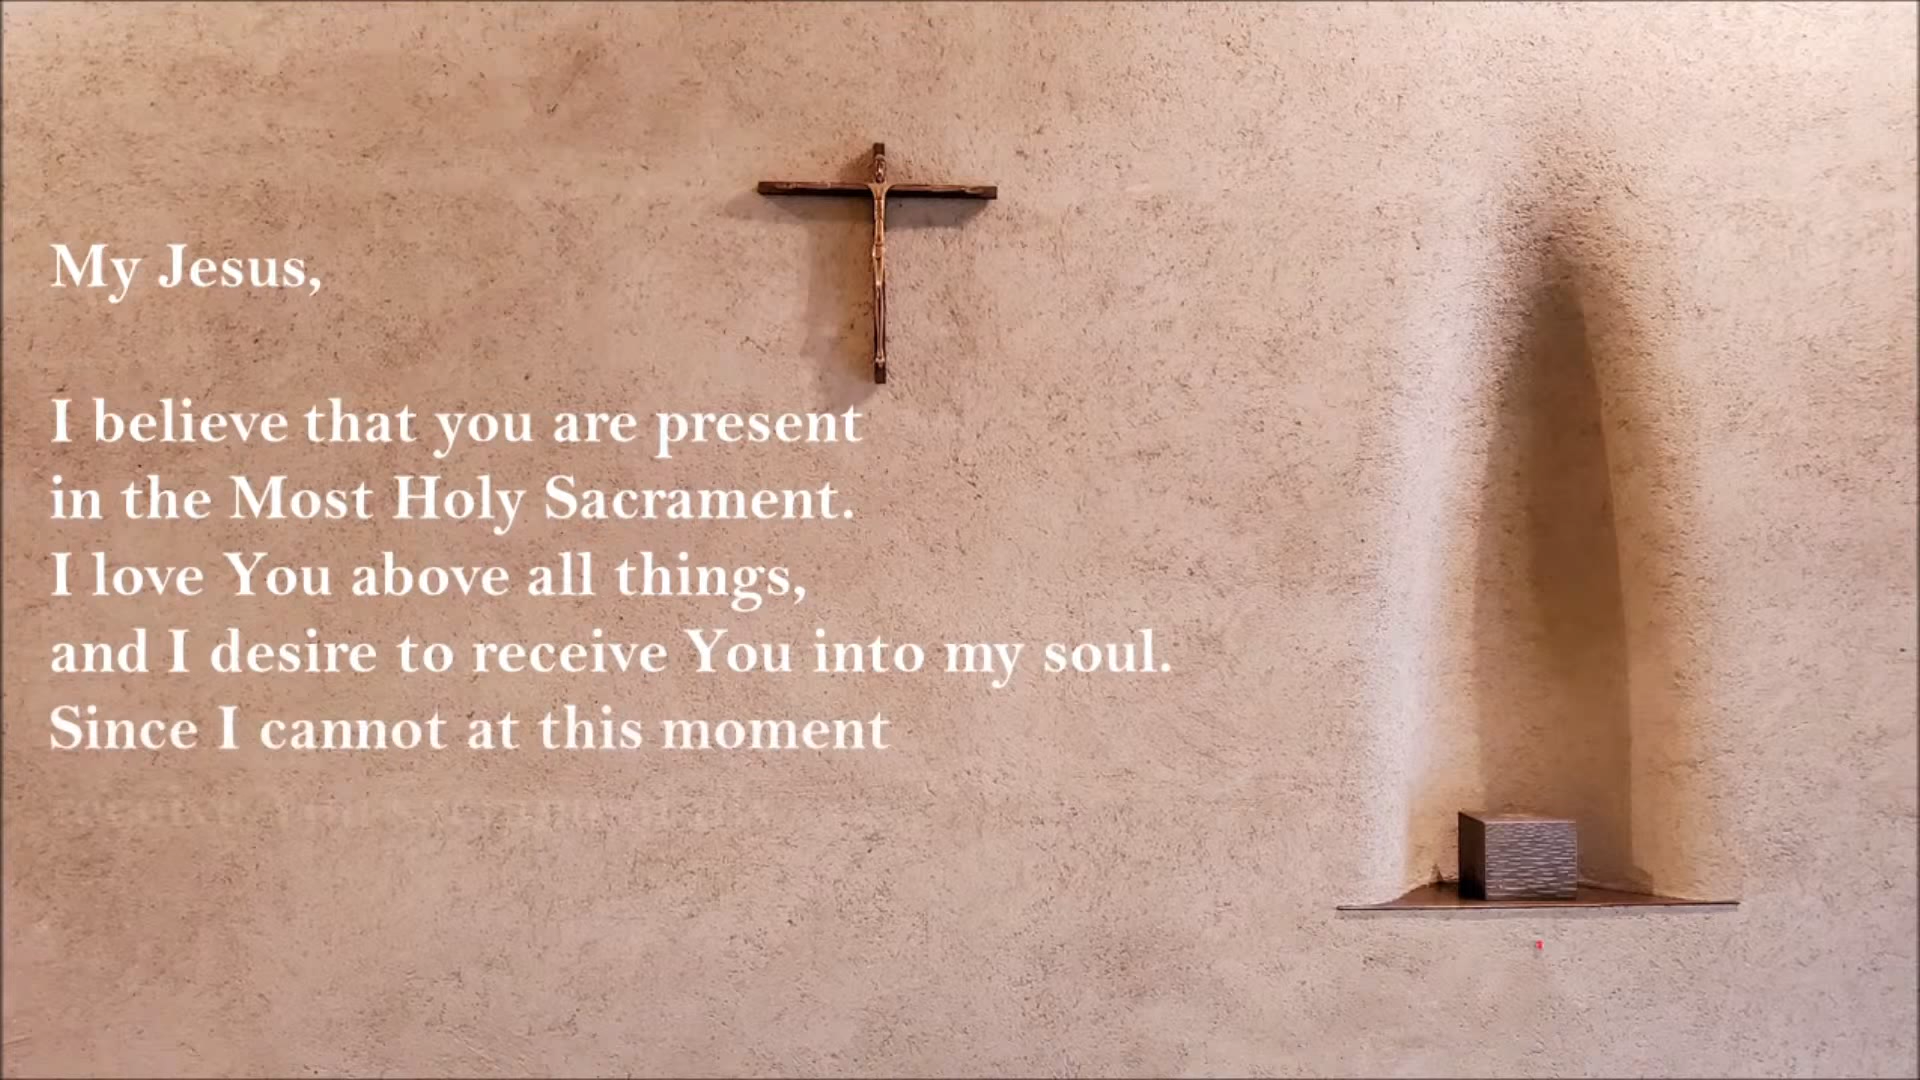 My Jesus,
I believe that you are present
in the Most Holy Sacrament.
I love You above all things,
and I desire to receive You into my soul.
Since I cannot at this moment